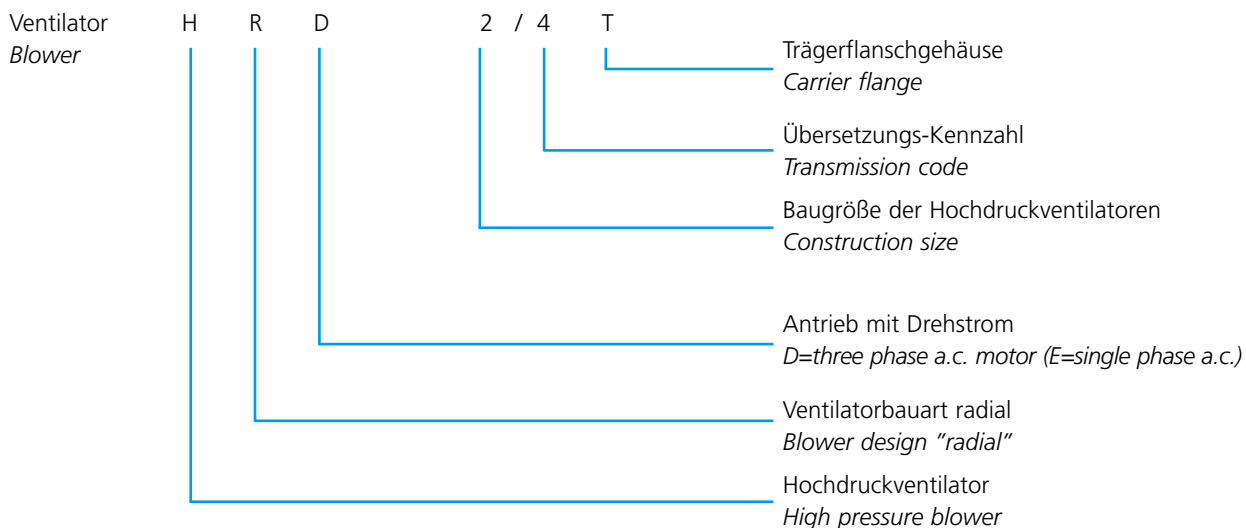 Ventilator H R D 2 / 4 T
Blower
Trägerflanschgehäuse
Carrier flange
Übersetzungs-Kennzahl
Transmission code
Baugröße der Hochdruckventilatoren
Construction size
Antrieb mit Drehstrom
D=three phase a.c. motor (E=single phase a.c.)
Ventilatorbauart radial
Blower design ”radial”
Hochdruckventilator
High pressure blower